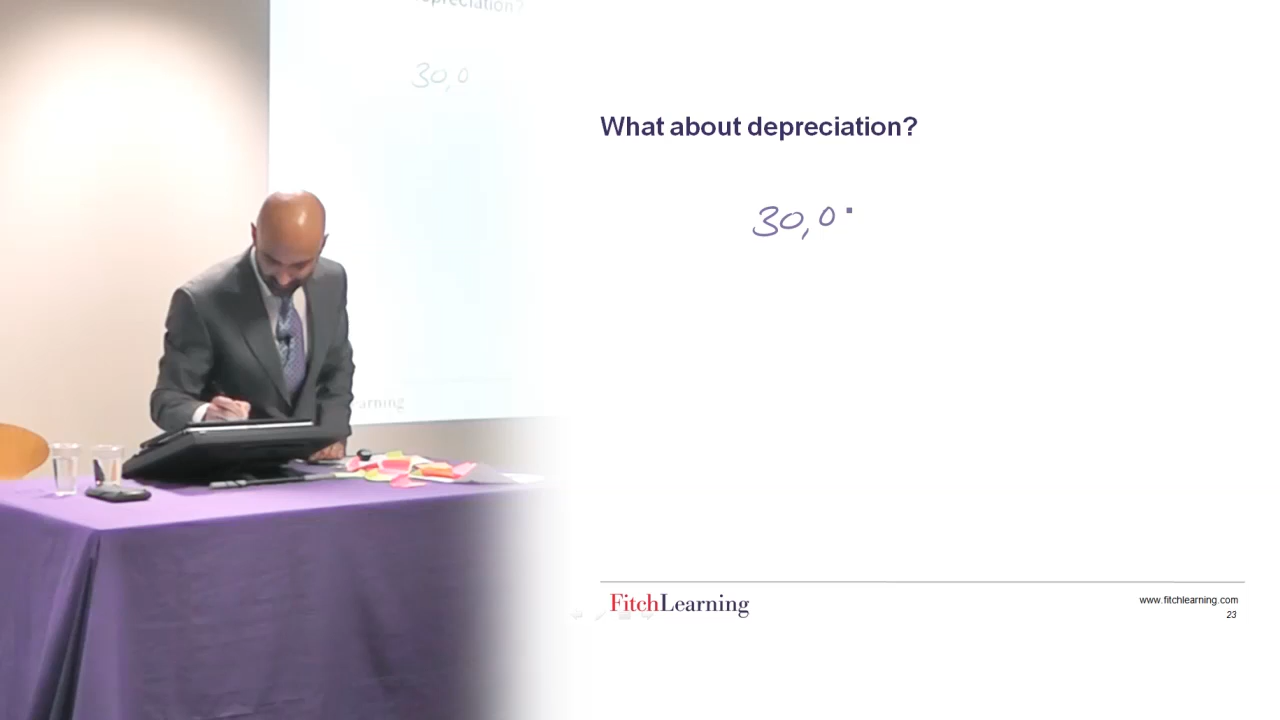 epreciation?
30,0
arning
What about depreciation?
30,0
FitchLearning
www.fitchlearning.com
23